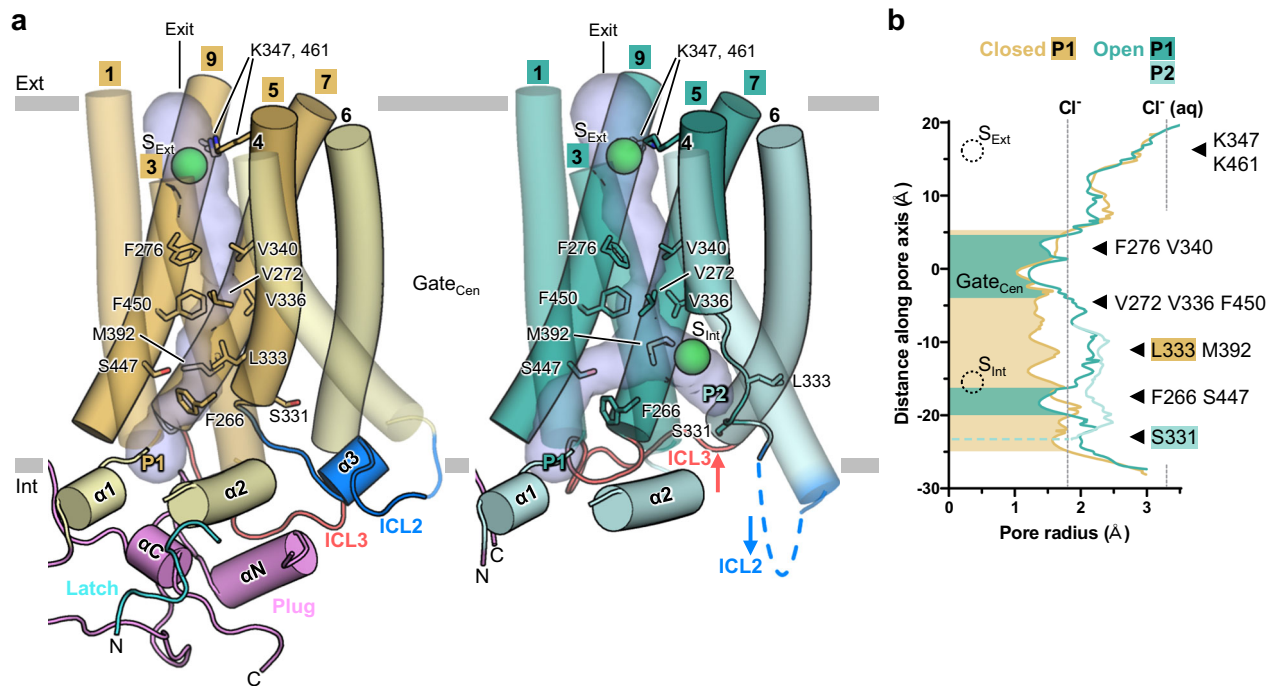 a
Exit
9
K347, 461
1
7
5
6
Ext
S_Ext
4
3
F276
V340
V272
F450
V336
M392
L333
S447
F266
S331
P1
Int
α1
α2
α3
ICL3
ICL2
αC
αN
Latch
Plug
N
C
Exit
9
K347, 461
1
7
5
6
S_Ext
4
3
F276
V340
V272
Gate_Cen
F450
V336
M392
S_Int
S447
L333
P2
F266
S331
P1
ICL3
α1
α2
C
N
ICL2
b
Closed P1 Open P1
P2
Cl⁻ Cl⁻ (aq)
20
S_Ext
K347
K461
10
F276 V340
0
Gate_Cen
V272 V336 F450
-10
L333 M392
S_Int
F266 S447
-20
S331
-30
0 1 2 3
Distance along pore axis (Å)
Pore radius (Å)